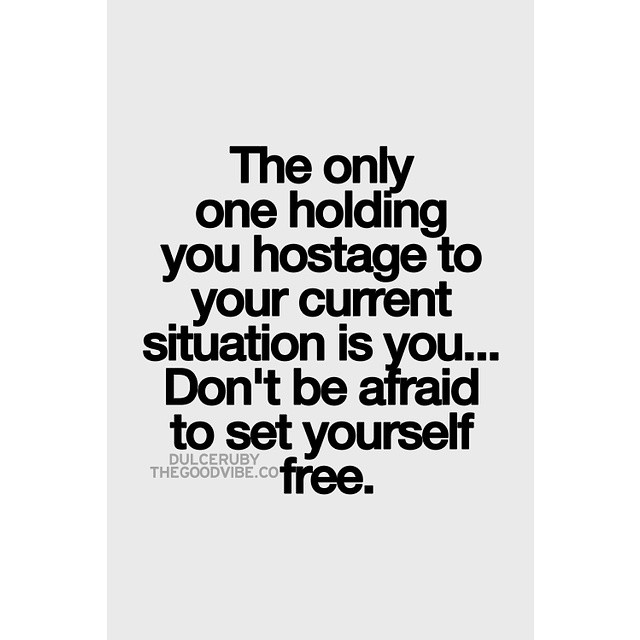 The only
one holding
you hostage to
your current
situation is you...
Don't be afraid
to set yourself
free.
DULCERUBY
THEGOODVIBE.CO